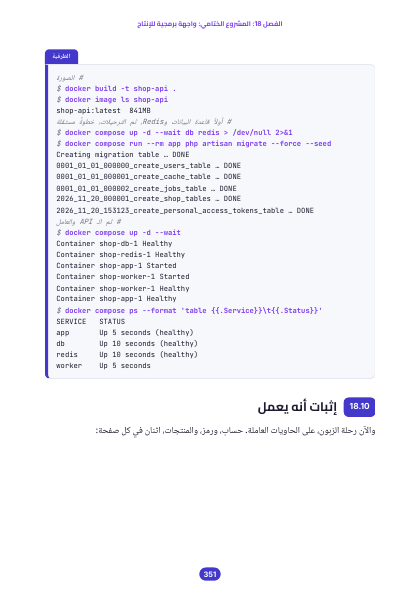 الفصل 18: المشروع الختامي: واجهة برمجية للإنتاج
الطرفية
# الصورة
$ docker build -t shop-api .
$ docker image ls shop-api
shop-api:latest  841MB
# أولاً قاعدة البيانات وRedis، ثم الترحيلات، خطوةً مستقلة
$ docker compose up -d --wait db redis > /dev/null 2>&1
$ docker compose run --rm app php artisan migrate --force --seed
Creating migration table … DONE
0001_01_01_000000_create_users_table … DONE
0001_01_01_000001_create_cache_table … DONE
0001_01_01_000002_create_jobs_table … DONE
2026_11_20_000001_create_shop_tables … DONE
2026_11_20_153123_create_personal_access_tokens_table … DONE
# ثم الـ API والعامل
$ docker compose up -d --wait
Container shop-db-1 Healthy
Container shop-redis-1 Healthy
Container shop-app-1 Started
Container shop-worker-1 Started
Container shop-worker-1 Healthy
Container shop-app-1 Healthy
$ docker compose ps --format 'table {{.Service}}\t{{.Status}}'
SERVICE   STATUS
app       Up 5 seconds (healthy)
db        Up 10 seconds (healthy)
redis     Up 10 seconds (healthy)
worker    Up 5 seconds
18.10 إثبات أنه يعمل
والآن رحلة الزبون، على الحاويات العاملة. حساب، ورمز، والمنتجات، اثنان في كل صفحة:
351